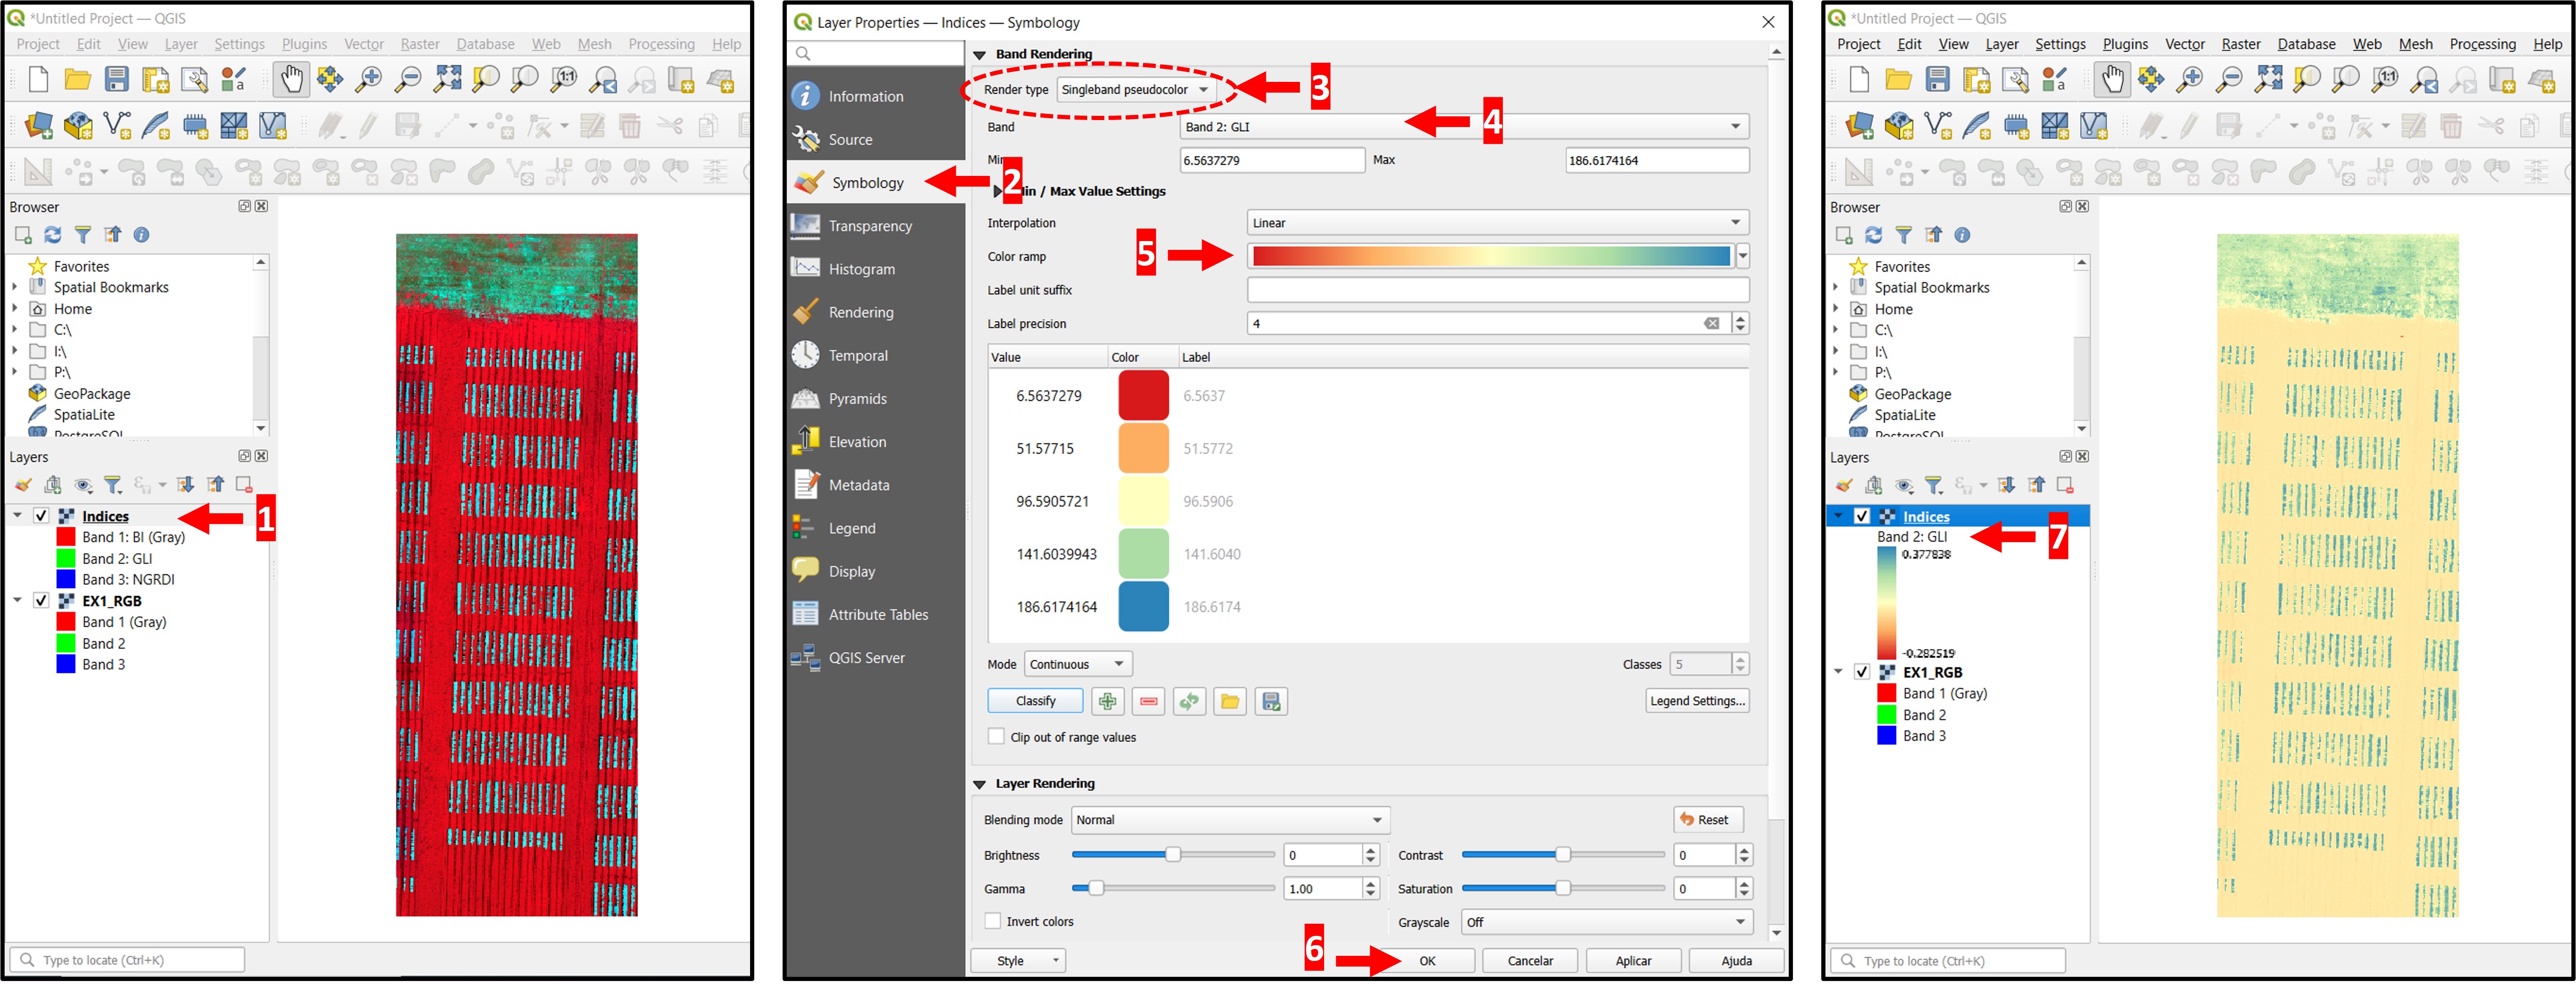 *Untitled Project — QGIS
Project Edit View Layer Settings Plugins Vector Raster Database Web Mesh Processing Help
Browser
Favorites
Spatial Bookmarks
Home
C:\
I:\
P:\
GeoPackage
SpatiaLite
PostgreSQL
Layers
Indices
1
Band 1: BI (Gray)
Band 2: GLI
Band 3: NGRDI
EX1_RGB
Band 1 (Gray)
Band 2
Band 3
Type to locate (Ctrl+K)
Layer Properties — Indices — Symbology
Information
Source
Symbology
2
Transparency
Histogram
Rendering
Temporal
Pyramids
Elevation
Metadata
Legend
Display
Attribute Tables
QGIS Server
Band Rendering
Render type Singleband pseudocolor
3
Band Band 2: GLI
4
Min 6.5637279 Max 186.6174164
Min / Max Value Settings
Interpolation Linear
Color ramp
5
Label unit suffix
Label precision 4
Value Color Label
6.5637279 6.5637
51.57715 51.5772
96.5905721 96.5906
141.6039943 141.6040
186.6174164 186.6174
Mode Continuous Classes 5
Classify Legend Settings...
Clip out of range values
Layer Rendering
Blending mode Normal Reset
Brightness 0 Contrast 0
Gamma 1.00 Saturation 0
Invert colors Grayscale Off
6
Style OK Cancelar Aplicar Ajuda
*Untitled Project — QGIS
Project Edit View Layer Settings Plugins Vector Raster Database Web Mesh Processing Help
Browser
Favorites
Spatial Bookmarks
Home
C:\
I:\
P:\
GeoPackage
SpatiaLite
PostgreSQL
Layers
Indices
Band 2: GLI
7
0.377838
-0.282519
EX1_RGB
Band 1 (Gray)
Band 2
Band 3
Type to locate (Ctrl+K)